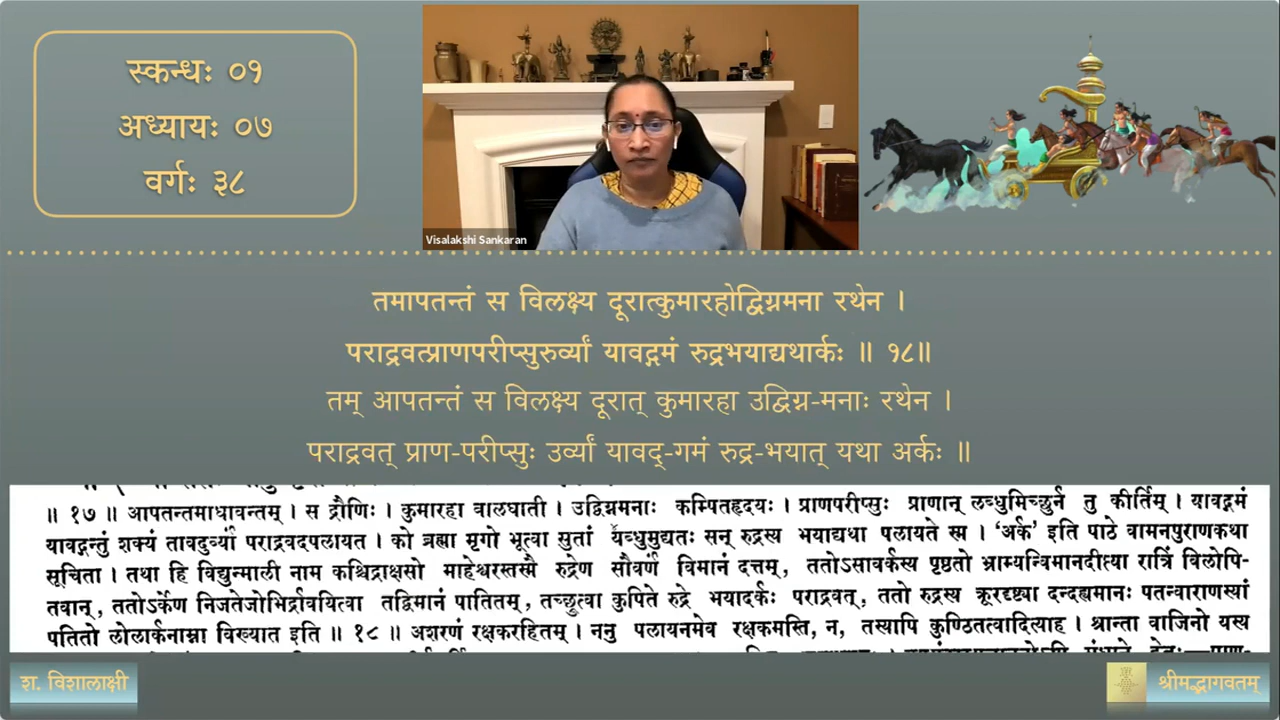 स्कन्धः ०१
अध्यायः ०७
वर्गः ३८
Visalakshi Sankaran
तमापतन्तं स विलक्ष्य दूरात्कुमारहोद्विग्नमना रथेन ।
पराद्रवत्प्राणपरीप्सुरुर्व्यां यावद्गमं रुद्रभयाद्यथार्कः ॥ १८॥
तम् आपतन्तं स विलक्ष्य दूरात् कुमारहा उद्विग्न-मनाः रथेन ।
पराद्रवत् प्राण-परीप्सुः उर्व्यां यावद्-गमं रुद्र-भयात् यथा अर्कः ॥
॥ १७ ॥ आपतन्तमाधावन्तम् । स द्रौणिः । कुमारहा बालघाती । उद्विग्नमनाः कम्पितहृदयः । प्राणपरीप्सुः प्राणान् लब्धुमिच्छुर्न तु कीर्तिम् । यावद्गमं
यावद्गन्तुं शक्यं तावदुर्व्यां पराद्रवदपलायत । को ब्रह्मा मृगो भूत्वा सुतां यब्धुमुद्यतः सन् रुद्रस्य भयाद्यथा पलायते स्म । ‘अर्क’ इति पाठे वामनपुराणकथा
सूचिता । तथा हि विद्युन्माली नाम कश्चिद्राक्षसो माहेश्वरस्तस्मै रुद्रेण सौवर्णं विमानं दत्तम्, ततोऽसावर्कस्य पृष्ठतो भ्राम्यन्विमानदीप्त्या रात्रिं विलोपि-
तवान्, ततोऽर्केण निजतेजोभिर्द्रावयित्वा तद्विमानं पातितम्, तच्छ्रुत्वा कुपिते रुद्रे भयादर्कः पराद्रवत्, ततो रुद्रस्य क्रूरदृष्ट्या दन्दह्यमानः पतन्वाराणस्यां
पतितो लोलार्कनाम्ना विख्यात इति ॥ १८ ॥ अशरणं रक्षकरहितम् । ननु पलायनमेव रक्षकमस्ति, न, तस्यापि कुण्ठितत्वादित्याह । श्रान्ता वाजिनो यस्य
श. विशालाक्षी
श्रीमद्भागवतम्